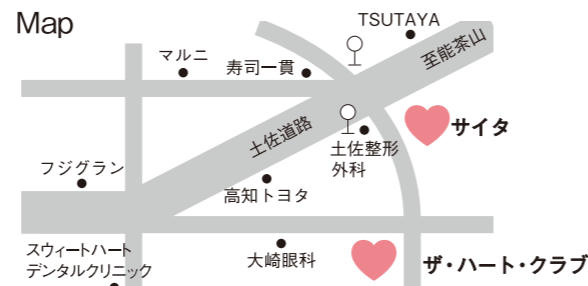 Map
TSUTAYA
至能茶山
マルニ
寿司一貫
土佐道路
サイタ
土佐整形
外科
フジグラン
高知トヨタ
スウィートハート
デンタルクリニック
大崎眼科
ザ・ハート・クラブ